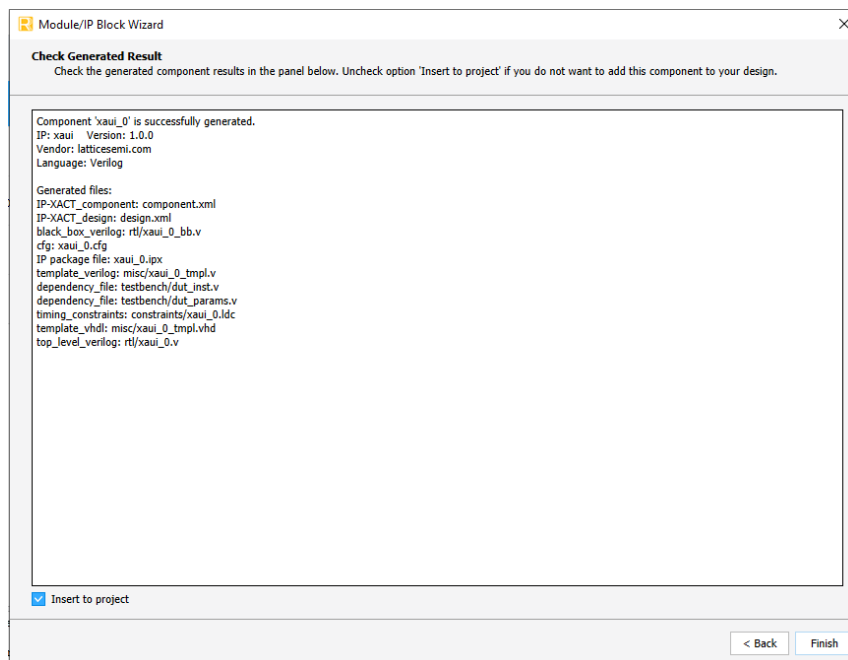 Module/IP Block Wizard
Check Generated Result
Check the generated component results in the panel below. Uncheck option 'Insert to project' if you do not want to add this component to your design.
Component 'xaui_0' is successfully generated.
IP: xaui    Version: 1.0.0
Vendor: latticesemi.com
Language: Verilog
Generated files:
IP-XACT_component: component.xml
IP-XACT_design: design.xml
black_box_verilog: rtl/xaui_0_bb.v
cfg: xaui_0.cfg
IP package file: xaui_0.ipx
template_verilog: misc/xaui_0_tmpl.v
dependency_file: testbench/dut_inst.v
dependency_file: testbench/dut_params.v
timing_constraints: constraints/xaui_0.ldc
template_vhdl: misc/xaui_0_tmpl.vhd
top_level_verilog: rtl/xaui_0.v
Insert to project
< Back
Finish